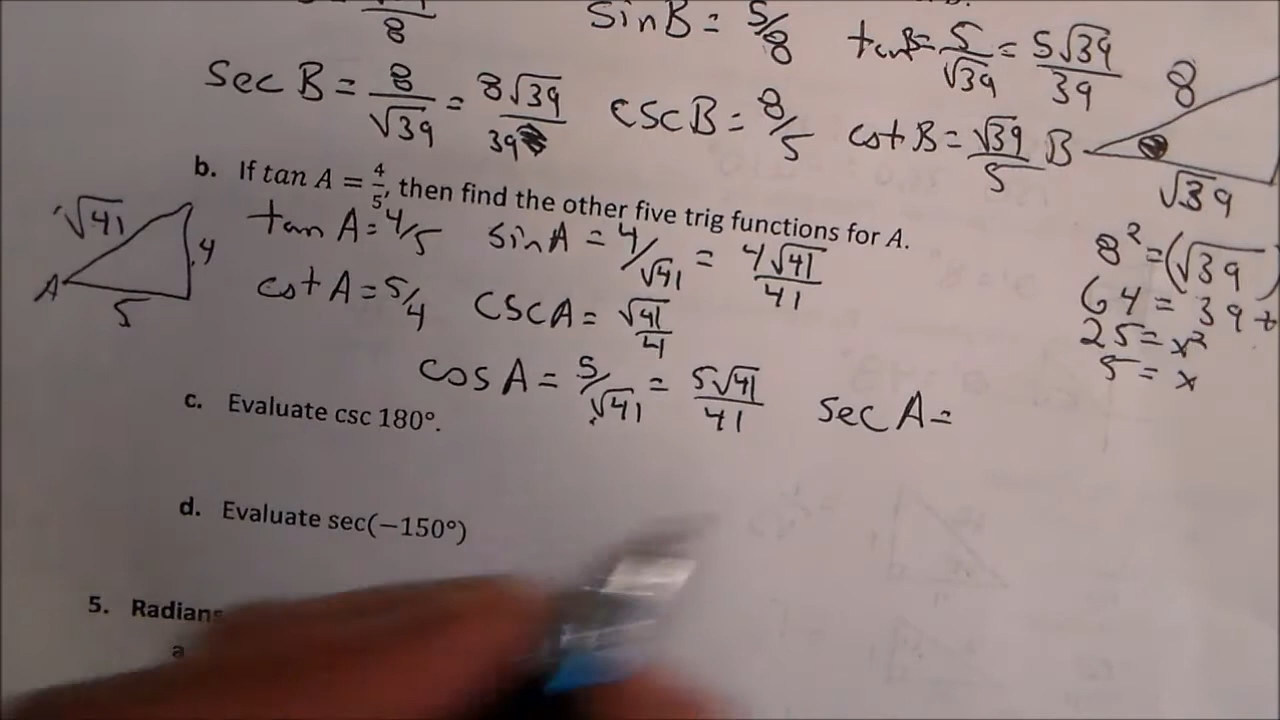 8
sin B = 5/8
tan B = 5/√39 = 5√39/39
8
sec B = 8/√39 = 8√39/39
csc B = 8/5
cot B = √39/5
B
√39
b. If tan A = 4/5, then find the other five trig functions for A.
√41
4
A
5
tan A = 4/5
sin A = 4/√41 = 4√41/41
cot A = 5/4
csc A = √41/4
cos A = 5/√41 = 5√41/41
sec A =
8² = (√39)
64 = 39 +
25 = x²
5 = x
c. Evaluate csc 180°.
d. Evaluate sec(−150°)
5. Radians
a